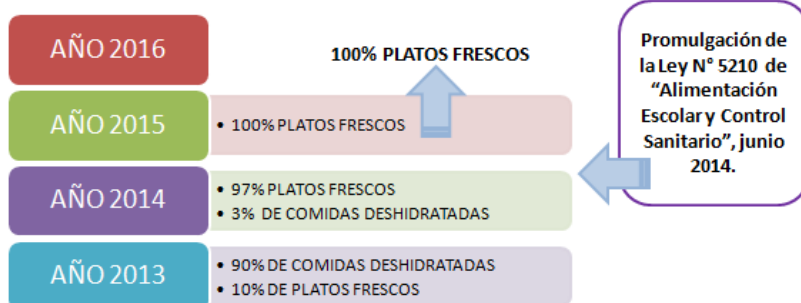 AÑO 2016
100% PLATOS FRESCOS
AÑO 2015
• 100% PLATOS FRESCOS
AÑO 2014
• 97% PLATOS FRESCOS
• 3% DE COMIDAS DESHIDRATADAS
AÑO 2013
• 90% DE COMIDAS DESHIDRATADAS
• 10% DE PLATOS FRESCOS
Promulgación de
la Ley N° 5210 de
“Alimentación
Escolar y Control
Sanitario”, junio
2014.